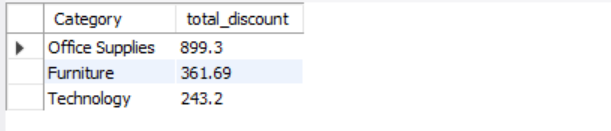 Category total_discount
Office Supplies 899.3
Furniture 361.69
Technology 243.2